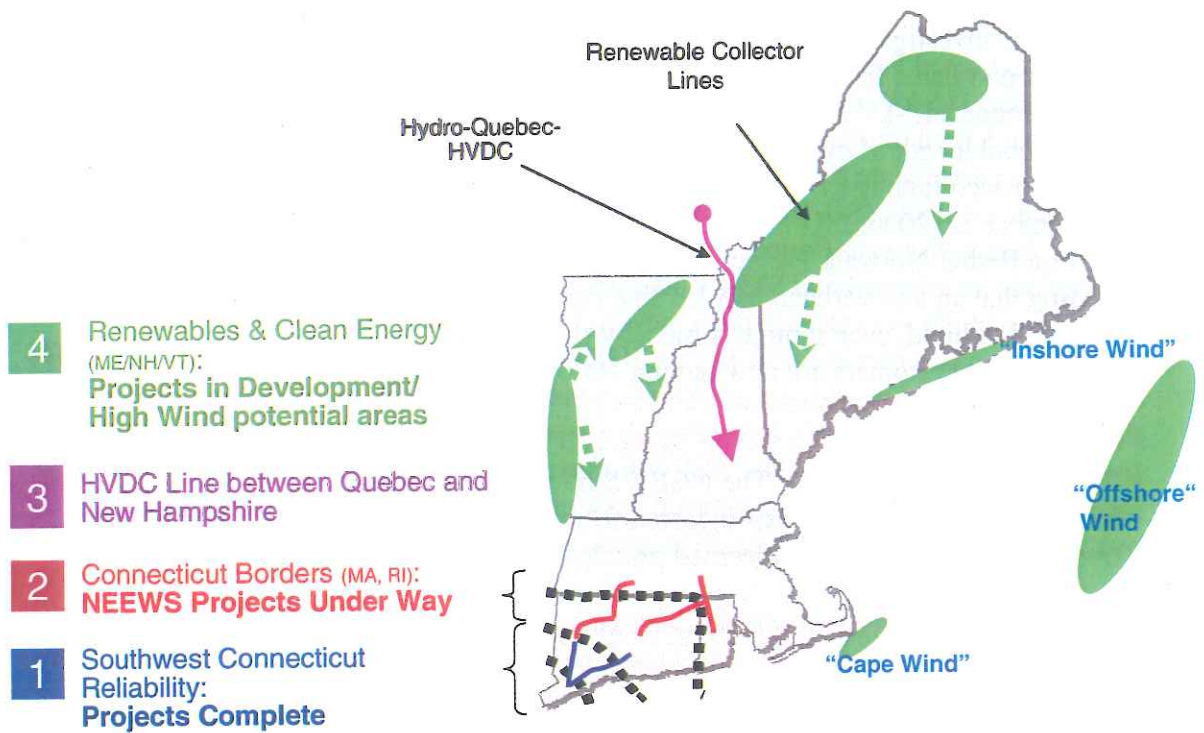 Renewable Collector
Lines
Hydro-Quebec-
HVDC
4
Renewables & Clean Energy
(ME/NH/VT):
Projects in Development/
High Wind potential areas
"Inshore Wind"
3
HVDC Line between Quebec and
New Hampshire
"Offshore"
Wind
2
Connecticut Borders (MA, RI):
NEEWS Projects Under Way
1
Southwest Connecticut
Reliability:
Projects Complete
"Cape Wind"